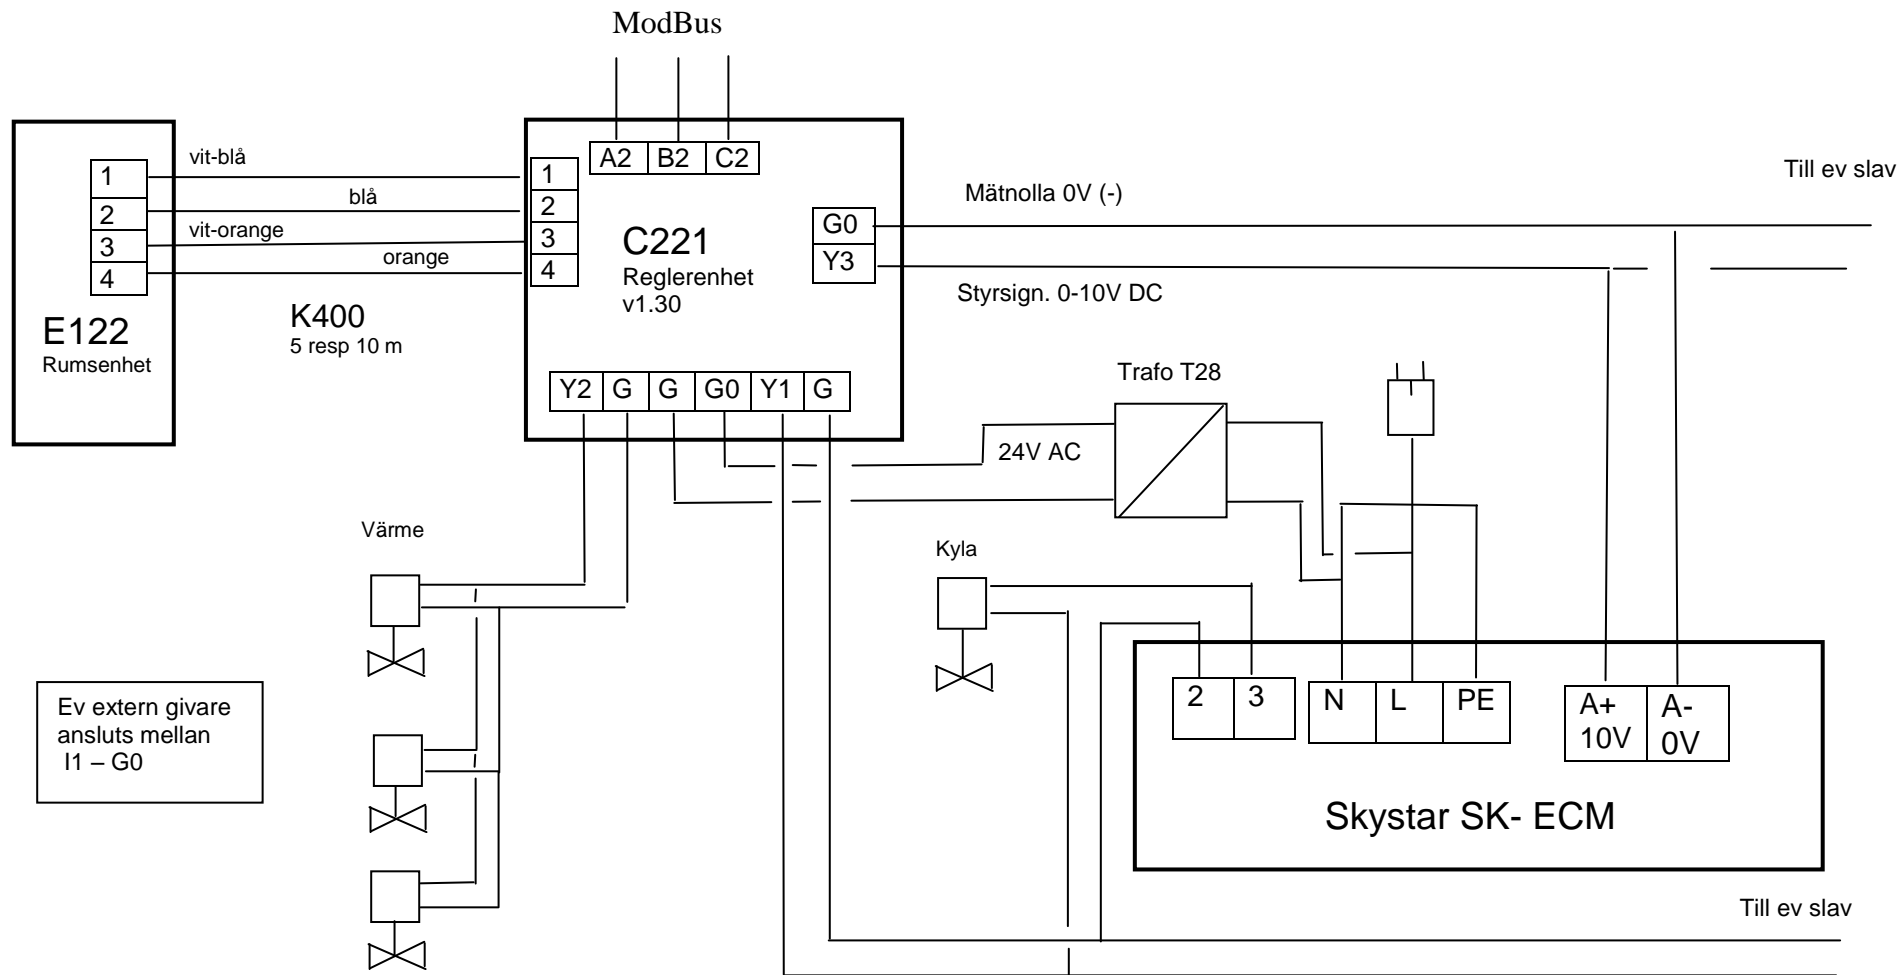 ModBus
1
2
3
4
E122
Rumsenhet
vit-blå
blå
vit-orange
orange
K400
5 resp 10 m
A2 B2 C2
1
2
3
4
C221
Reglerenhet
v1.30
G0
Y3
Y2 G G G0 Y1 G
Mätnolla 0V (-)
Till ev slav
Styrsign. 0-10V DC
Trafo T28
24V AC
Värme
Kyla
Ev extern givare
ansluts mellan
I1 – G0
2 3 N L PE
A+
10V
A-
0V
Skystar SK- ECM
Till ev slav